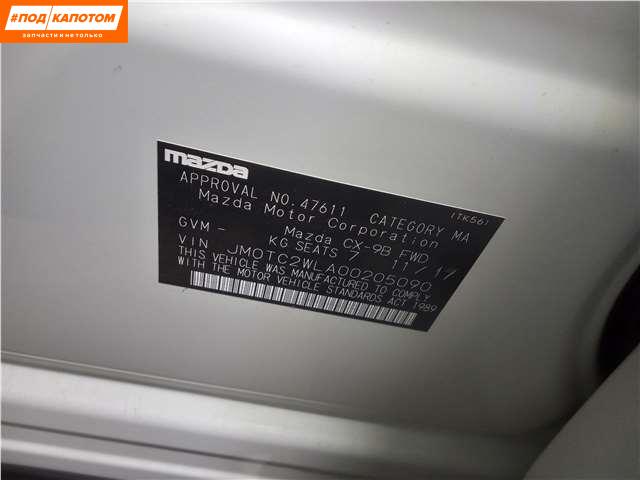 #ПОД КАПОТОМ
запчасти и не только
mazda
APPROVAL NO.47611 CATEGORY MA
Mazda Motor Corporation
1TK561
Mazda CX-9B FWD
GVM - KG SEATS 7 11/17
VIN JM0TC2WLA00205090
THIS VEHICLE WAS MANUFACTURED TO COMPLY
WITH THE MOTOR VEHICLE STANDARDS ACT 1989